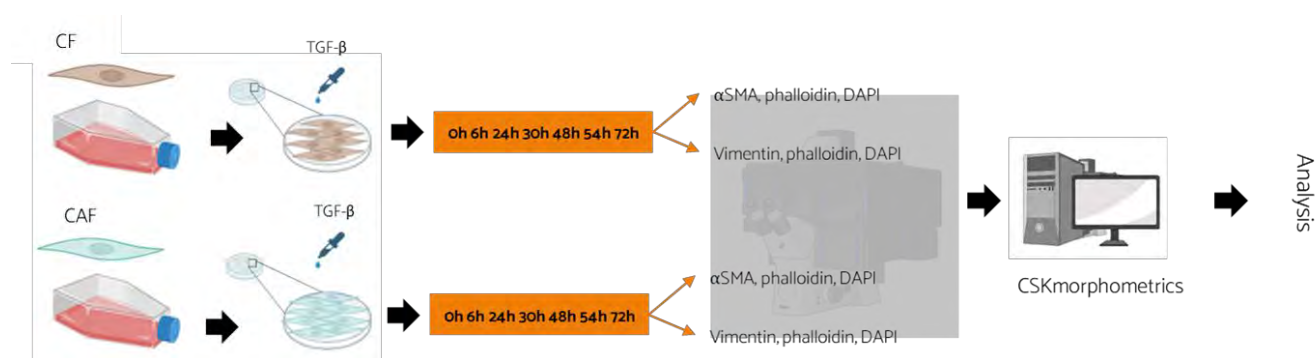 CF
TGF-β
0h 6h 24h 30h 48h 54h 72h
αSMA, phalloidin, DAPI
Vimentin, phalloidin, DAPI
CAF
TGF-β
0h 6h 24h 30h 48h 54h 72h
αSMA, phalloidin, DAPI
Vimentin, phalloidin, DAPI
CSKmorphometrics
Analysis